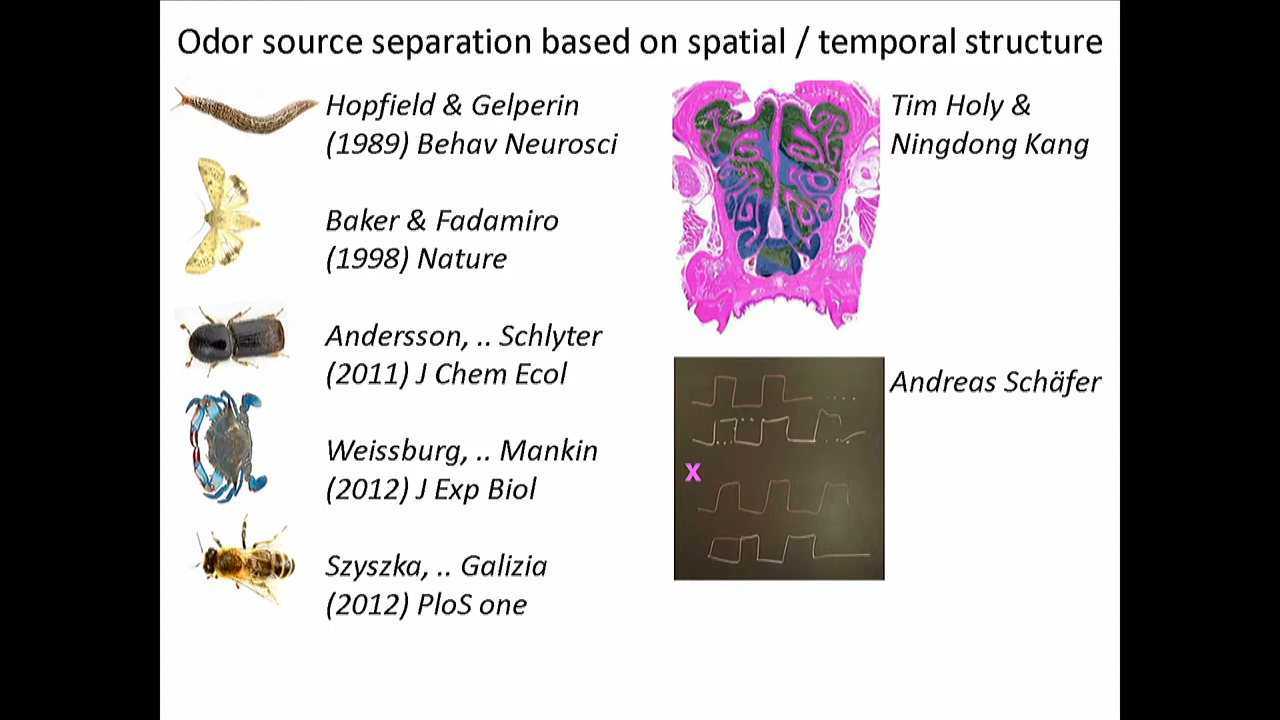 Odor source separation based on spatial / temporal structure
Hopfield & Gelperin
(1989) Behav Neurosci
Baker & Fadamiro
(1998) Nature
Andersson, .. Schlyter
(2011) J Chem Ecol
Weissburg, .. Mankin
(2012) J Exp Biol
Szyszka, .. Galizia
(2012) PloS one
Tim Holy &
Ningdong Kang
Andreas Schäfer
X